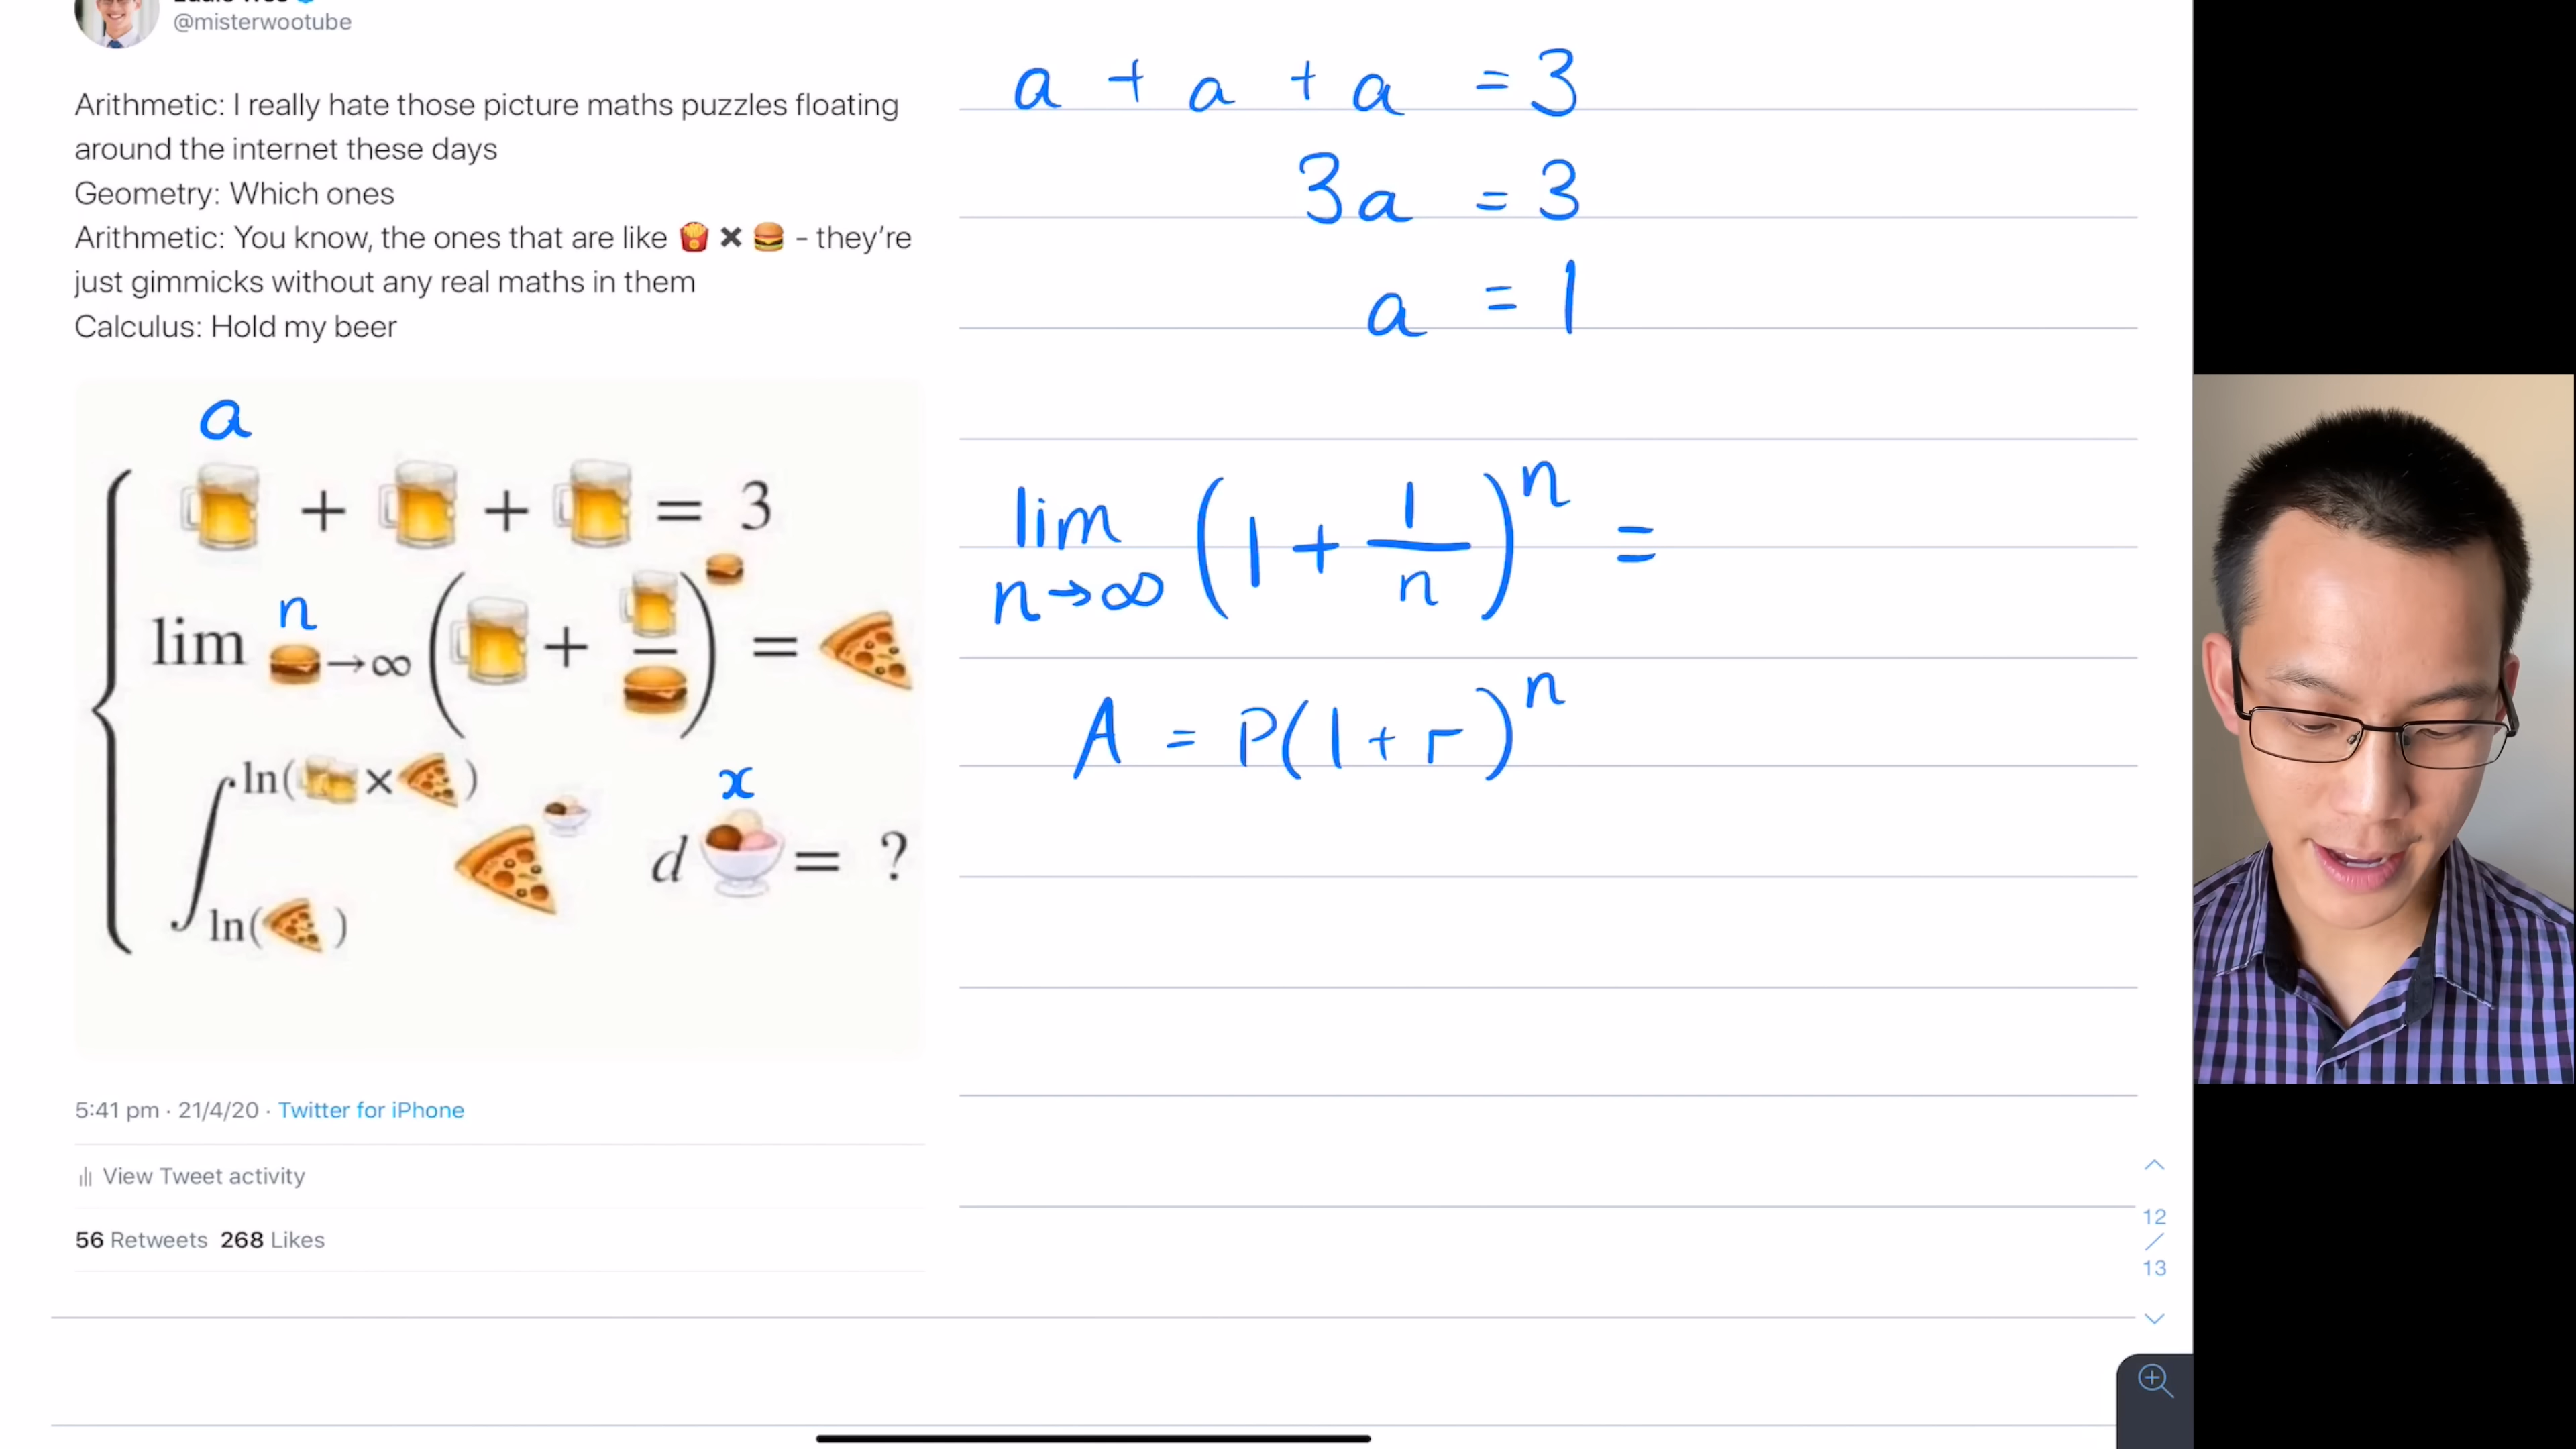 @misterwootube
Arithmetic: I really hate those picture maths puzzles floating
around the internet these days
Geometry: Which ones
Arithmetic: You know, the ones that are like 🍟 ✖ 🍔 - they're
just gimmicks without any real maths in them
Calculus: Hold my beer
a
🍺 + 🍺 + 🍺 = 3
n
lim 🍔→∞ (🍺 + 🍺/🍔)^🍔 = 🍕
x
∫ ln(🍻×🍕) ln(🍕) 🍕^🍨 d🍨 = ?
5:41 pm · 21/4/20 · Twitter for iPhone
View Tweet activity
56 Retweets 268 Likes
a + a + a = 3
3a = 3
a = 1
lim n→∞ (1 + 1/n)^n =
A = P(1 + r)^n
12
/
13